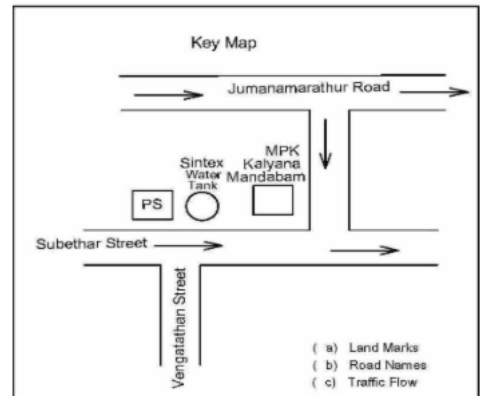 Key Map
Jumanamarathur Road
MPK
Kalyana
Mandabam
Sintex
Water
Tank
PS
Subethar Street
Vengatathan Street
( a) Land Marks
( b) Road Names
( c) Traffic Flow